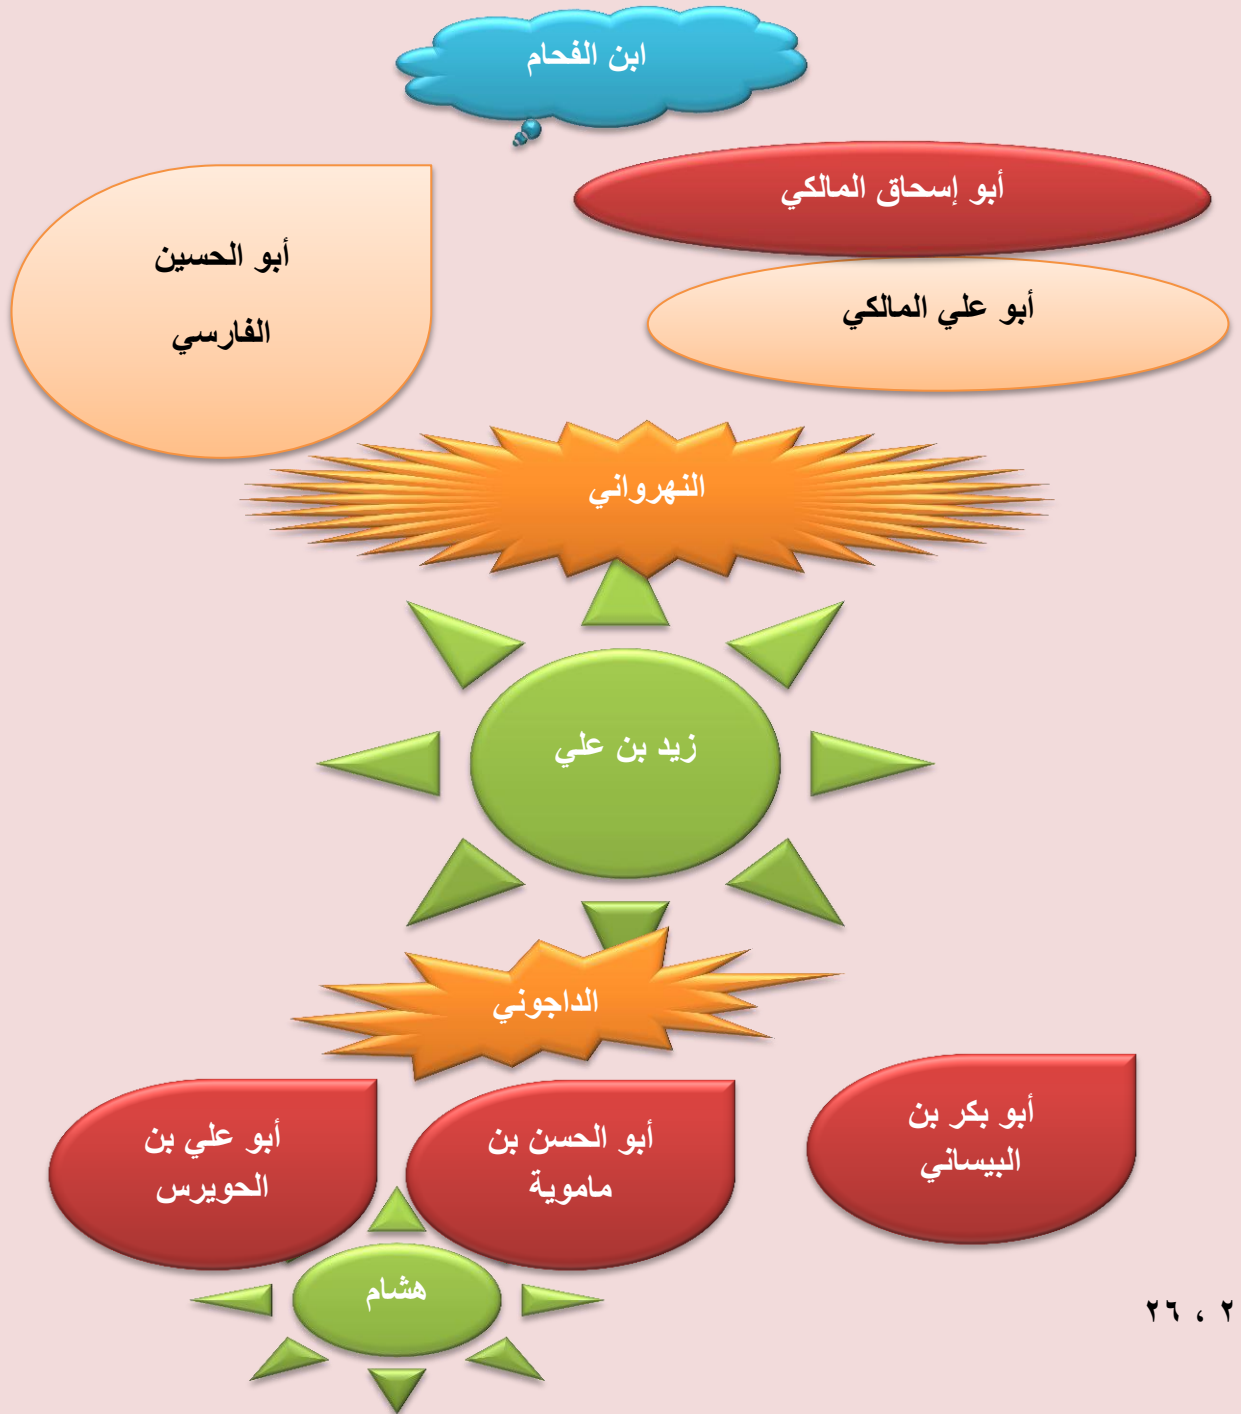 ابن الفحام
أبو إسحاق المالكي
أبو علي المالكي
أبو الحسين
الفارسي
النهرواني
زيد بن علي
الداجوني
أبو بكر بن
البيساني
أبو الحسن بن
ماموية
أبو علي بن
الحويرس
هشام
٢ ، ٢٦